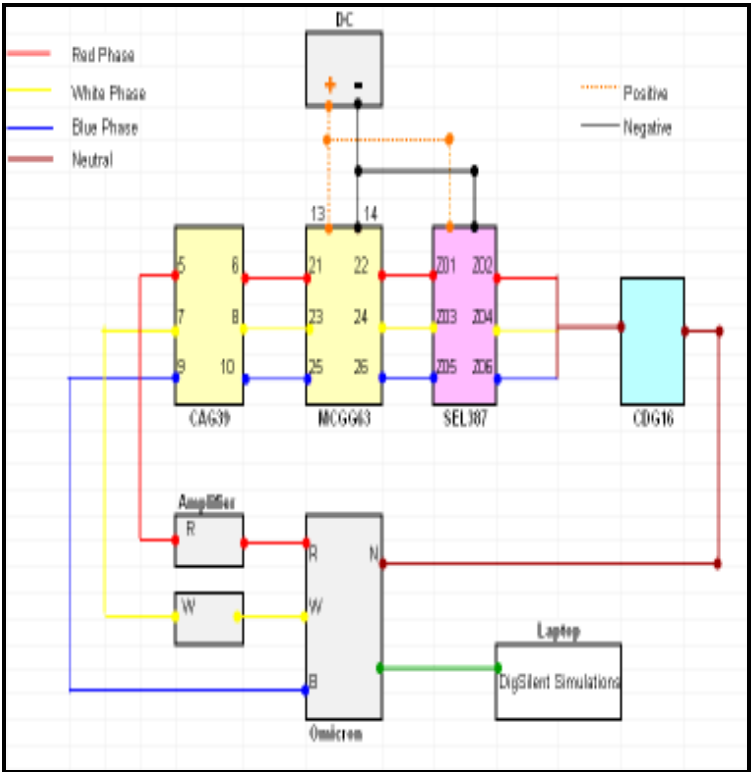 DC
Red Phase
+ -
White Phase
Positive
Blue Phase
Negative
Neutral
13 14
5 6 21 22 Z01 Z02
7 8 23 24 Z03 Z04
9 10 25 26 Z05 Z06
CAG39 MCGG63 SEL387 CDG16
Amplifier
R
R N
W W
Laptop
B DigSilent Simulations
Omicron